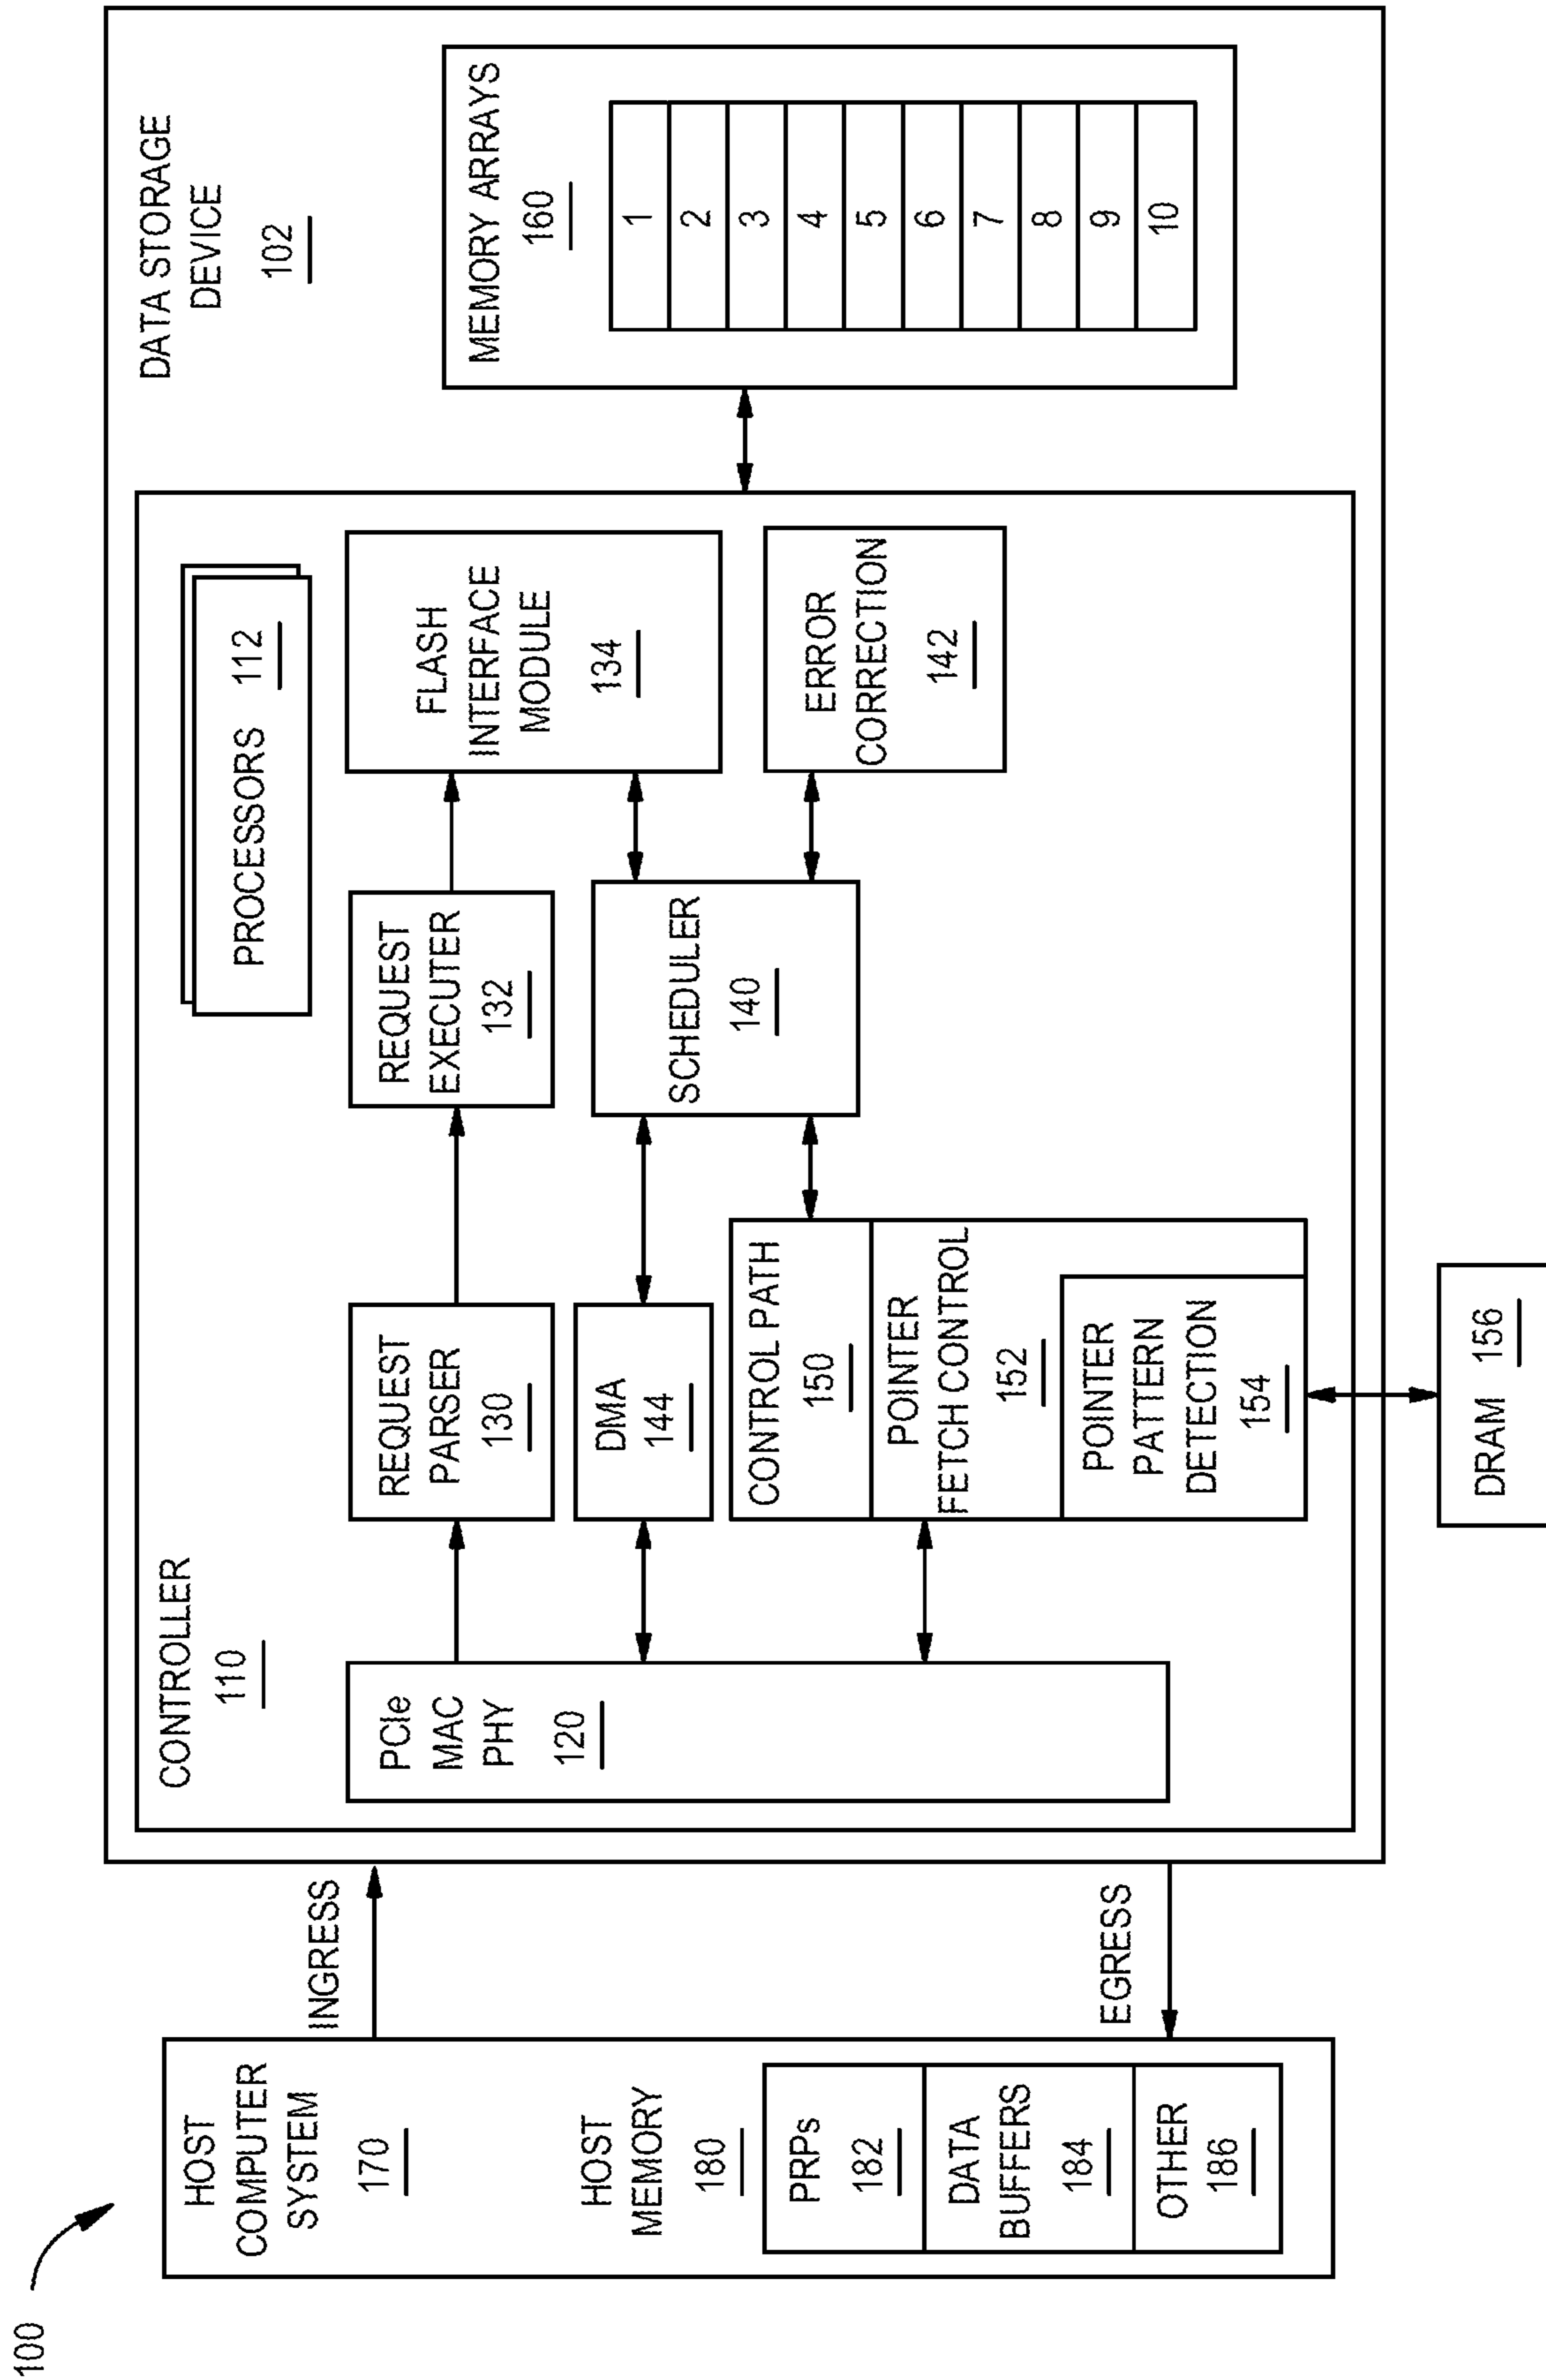 100
HOST
COMPUTER
SYSTEM
170
HOST
MEMORY
180
PRPs
182
DATA
BUFFERS
184
OTHER
186
INGRESS
EGRESS
DATA STORAGE
DEVICE
102
CONTROLLER
110
PCIe
MAC
PHY
120
PROCESSORS 112
REQUEST
PARSER
130
REQUEST
EXECUTER
132
FLASH
INTERFACE
MODULE
134
DMA
144
SCHEDULER
140
ERROR
CORRECTION
142
CONTROL PATH
150
POINTER
FETCH CONTROL
152
POINTER
PATTERN
DETECTION
154
DRAM 156
MEMORY ARRAYS
160
1
2
3
4
5
6
7
8
9
10